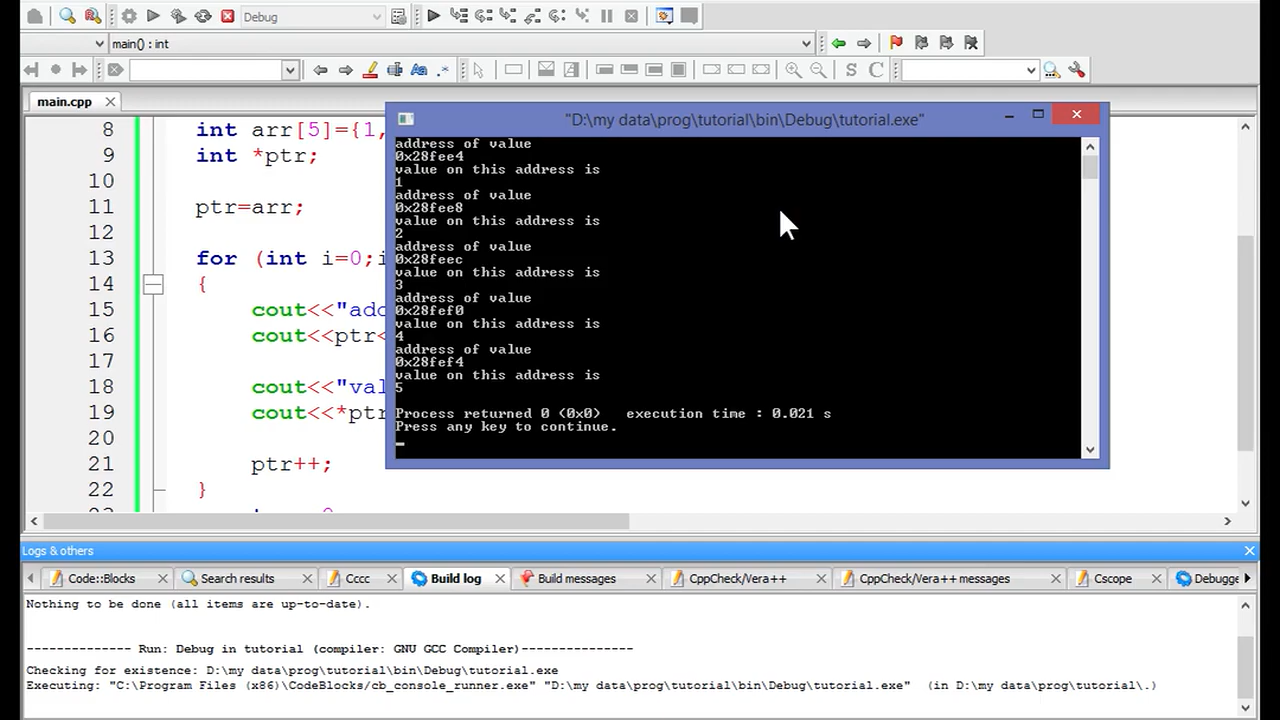 Debug
main() : int
S C
main.cpp
8 int arr[5]={1,
9 int *ptr;
10
11 ptr=arr;
12
13 for (int i=0;i
14 {
15 cout<<"add
16 cout<<ptr<
17
18 cout<<"val
19 cout<<*ptr
20
21 ptr++;
22 }
"D:\my data\prog\tutorial\bin\Debug\tutorial.exe"
address of value
0x28fee4
value on this address is
1
address of value
0x28fee8
value on this address is
2
address of value
0x28feec
value on this address is
3
address of value
0x28fef0
value on this address is
4
address of value
0x28fef4
value on this address is
5
Process returned 0 (0x0)   execution time : 0.021 s
Press any key to continue.
Logs & others
Code::Blocks Search results Cccc Build log Build messages CppCheck/Vera++ CppCheck/Vera++ messages Cscope Debugge
Nothing to be done (all items are up-to-date).
-------------- Run: Debug in tutorial (compiler: GNU GCC Compiler)---------------
Checking for existence: D:\my data\prog\tutorial\bin\Debug\tutorial.exe
Executing: "C:\Program Files (x86)\CodeBlocks/cb_console_runner.exe" "D:\my data\prog\tutorial\bin\Debug\tutorial.exe"  (in D:\my data\prog\tutorial\.)